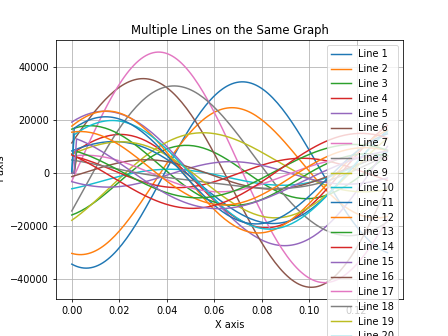 Multiple Lines on the Same Graph
40000
20000
0
−20000
−40000
0.00
0.02
0.04
0.06
0.08
0.10
X axis
Line 1
Line 2
Line 3
Line 4
Line 5
Line 6
Line 7
Line 8
Line 9
Line 10
Line 11
Line 12
Line 13
Line 14
Line 15
Line 16
Line 17
Line 18
Line 19
Line 20